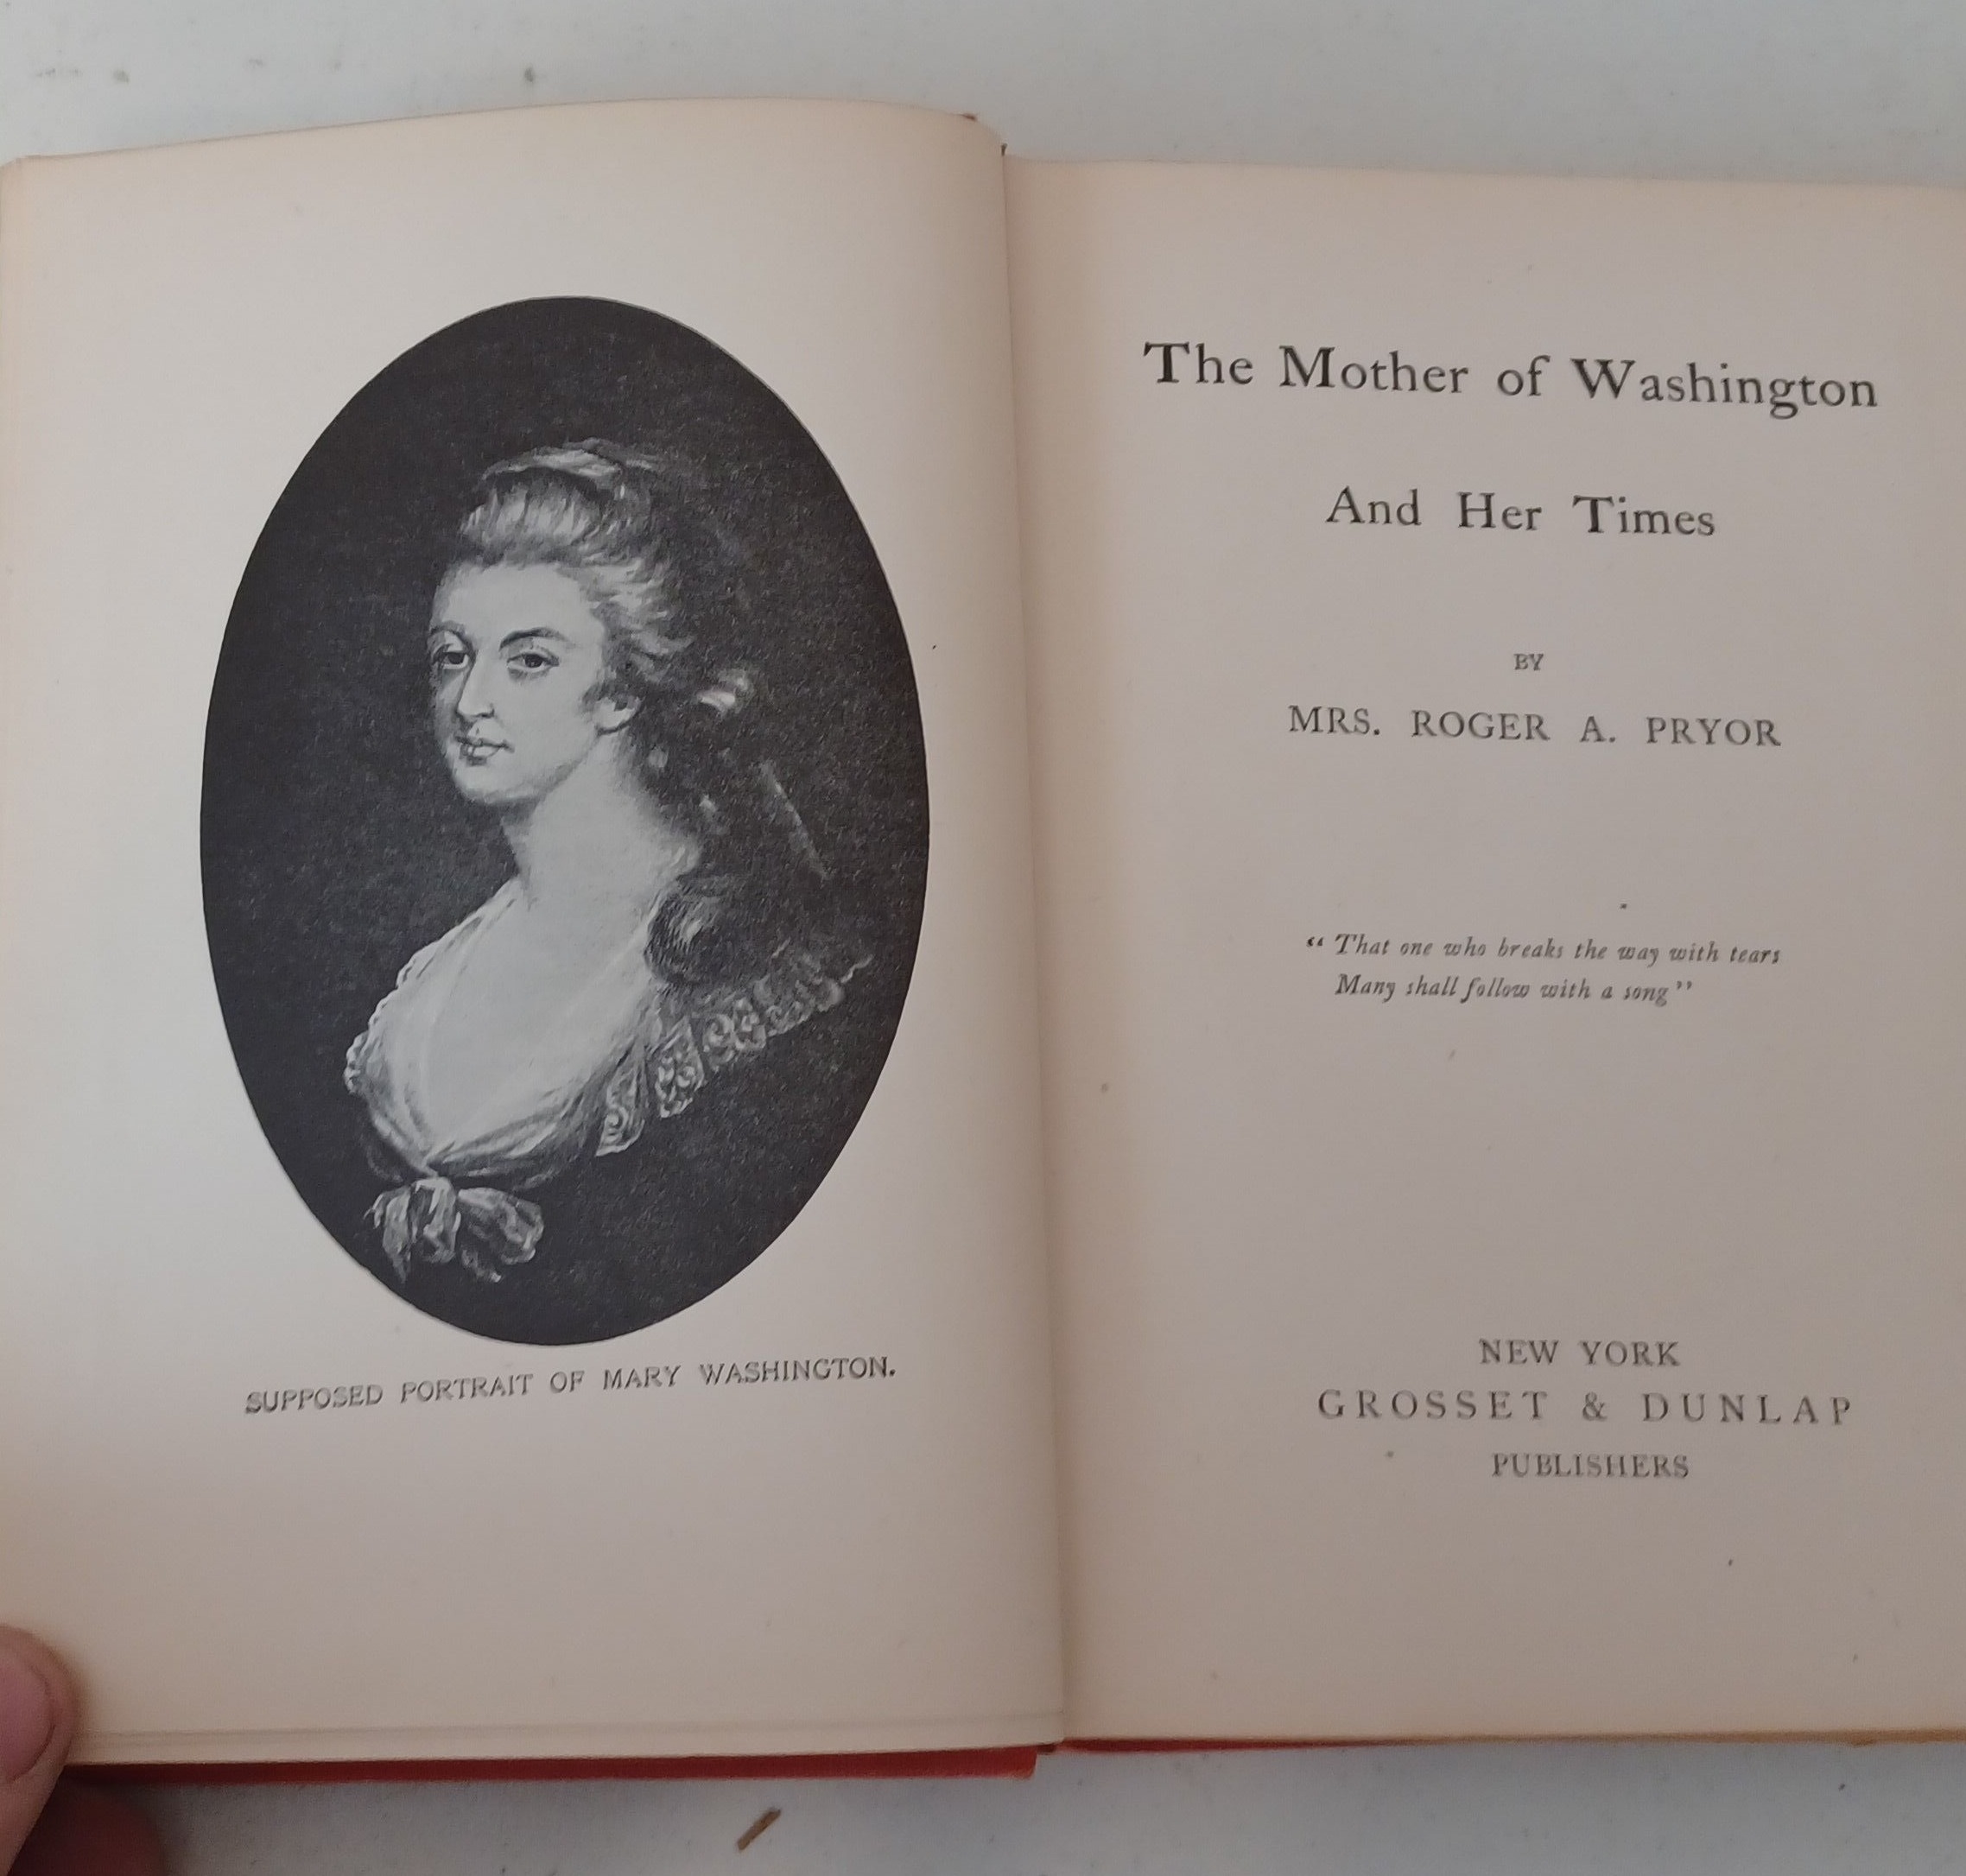 SUPPOSED PORTRAIT OF MARY WASHINGTON.
The Mother of Washington
And Her Times
BY
MRS. ROGER A. PRYOR
“ That one who breaks the way with tears
Many shall follow with a song ”
NEW YORK
GROSSET & DUNLAP
PUBLISHERS